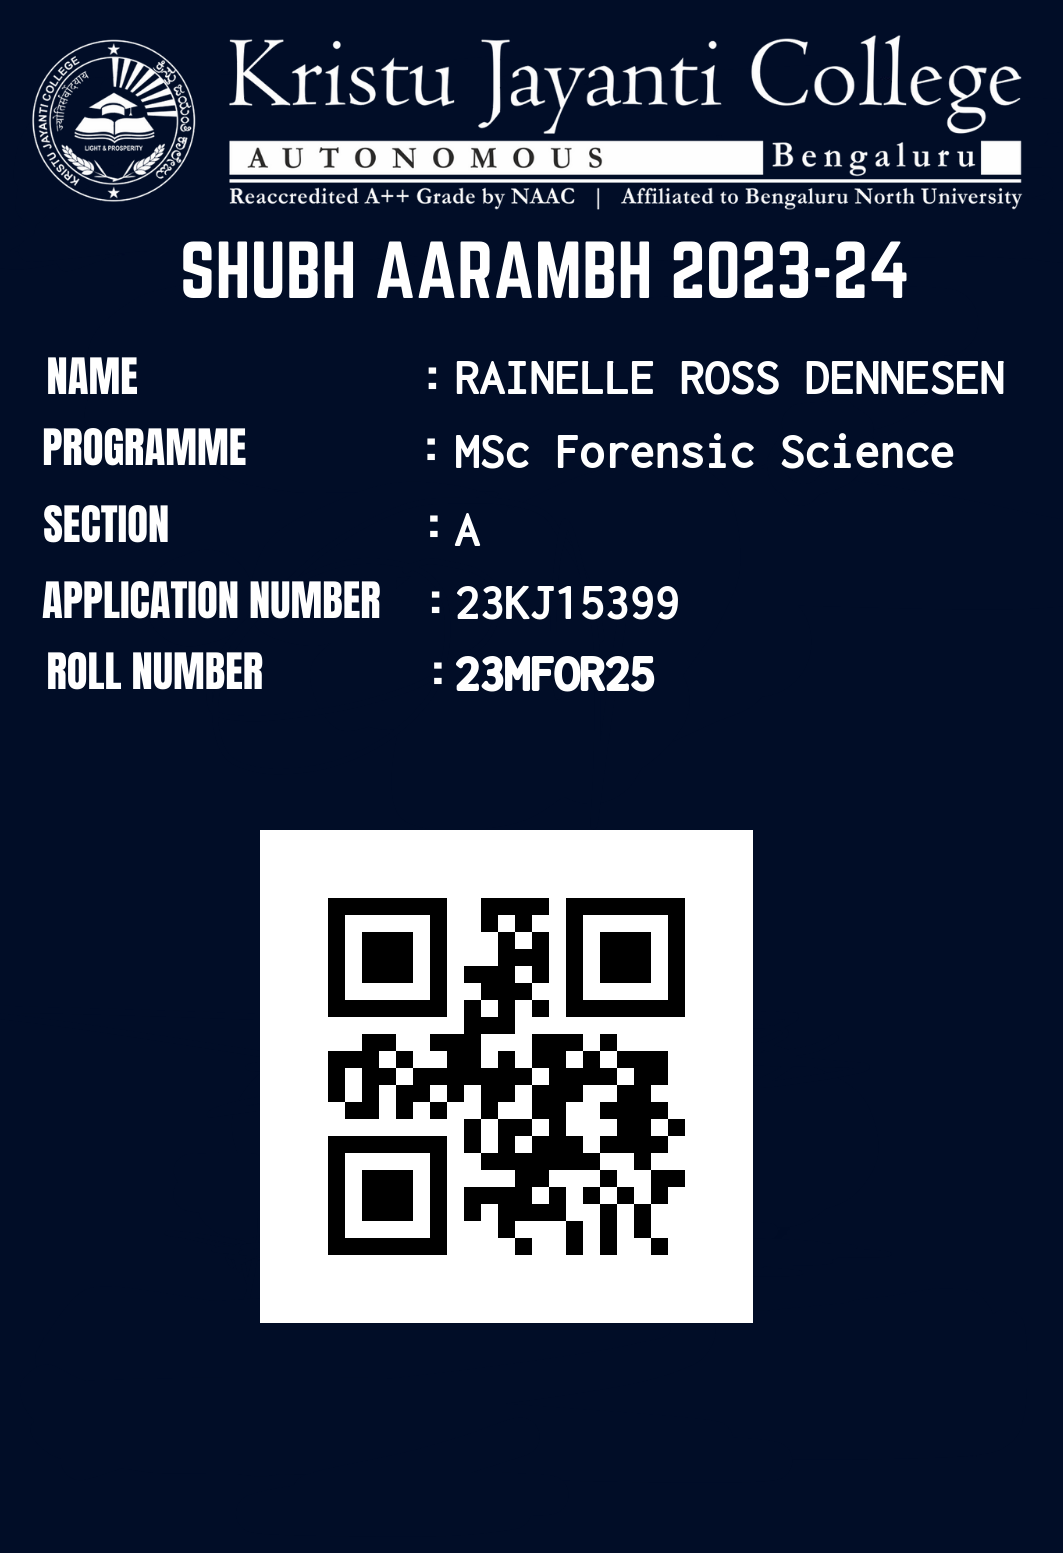 Kristu Jayanti College
AUTONOMOUS Bengaluru
Reaccredited A++ Grade by NAAC | Affiliated to Bengaluru North University
KRISTU JAYANTI COLLEGE
ज्योतिर्संवर्दियाय
LIGHT & PROSPERITY
SHUBH AARAMBH 2023-24
NAME : RAINELLE ROSS DENNESEN
PROGRAMME : MSc Forensic Science
SECTION : A
APPLICATION NUMBER : 23KJ15399
ROLL NUMBER : 23MFOR25